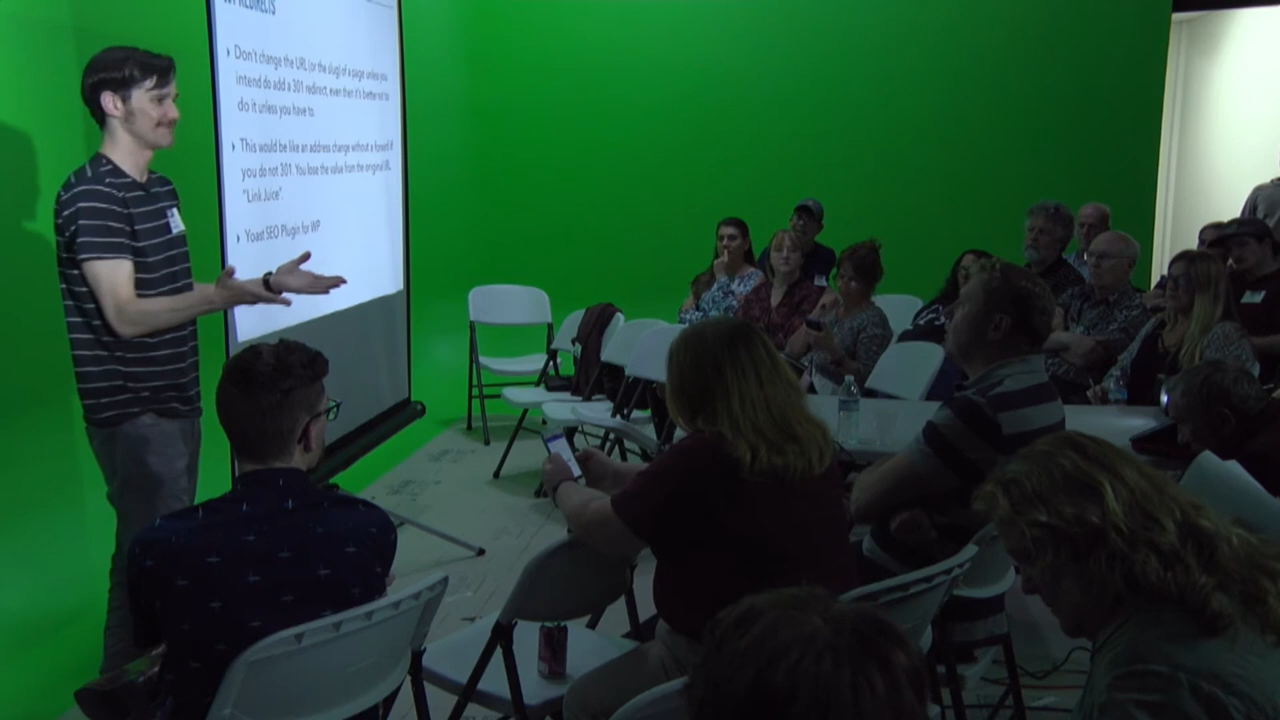 REDIRECTS
Don't change the URL (or the slug) of a page unless you
intend do add a 301 redirect, even then it's better not to
do it unless you have to.
This would be like an address change without a forward if
you do not 301. You lose the value from the original URL
"Link Juice".
Yoast SEO Plugin for WP